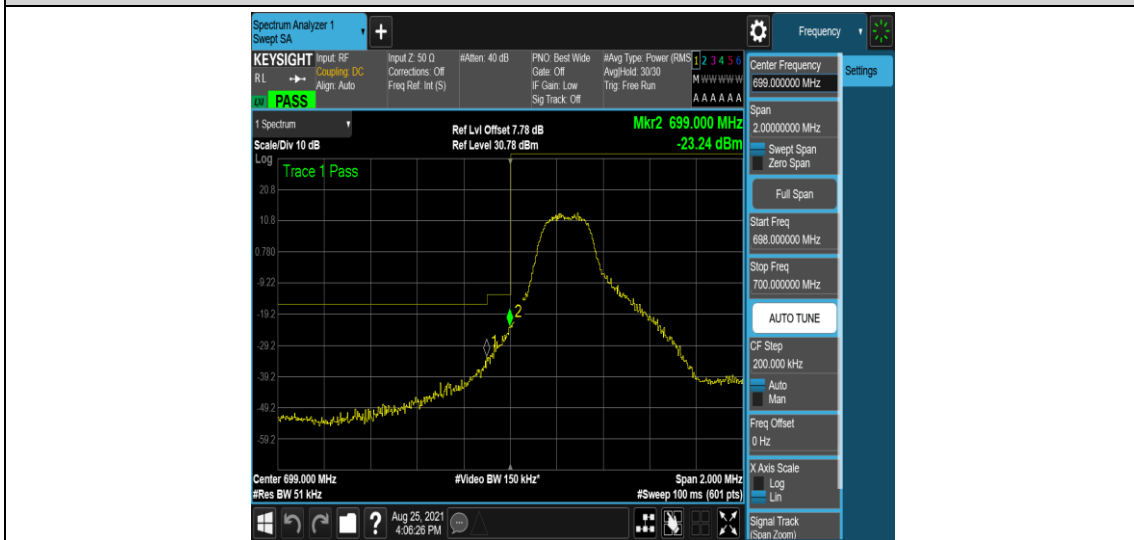 Spectrum Analyzer 1
Swept SA
+
Frequency
KEYSIGHT
RL
Input: RF
Coupling: DC
Align: Auto
Input Z: 50 Ω
Corrections: Off
Freq Ref: Int (S)
#Atten: 40 dB
PNO: Best Wide
Gate: Off
IF Gain: Low
Sig Track: Off
#Avg Type: Power (RMS
Avg|Hold: 30/30
Trig: Free Run
1 2 3 4 5 6
M W W W W W
A A A A A A
PASS
1 Spectrum
Scale/Div 10 dB
Ref Lvl Offset 7.78 dB
Ref Level 30.78 dBm
Mkr2 699.000 MHz
-23.24 dBm
Log
Trace 1 Pass
20.8
10.8
0.780
-9.22
-19.2
-29.2
-39.2
-49.2
-59.2
2
1
Center 699.000 MHz
#Video BW 150 kHz*
Span 2.000 MHz
#Res BW 51 kHz
#Sweep 100 ms (601 pts)
?
Aug 25, 2021
4:06:26 PM
Center Frequency
699.000000 MHz
Settings
Span
2.00000000 MHz
Swept Span
Zero Span
Full Span
Start Freq
698.000000 MHz
Stop Freq
700.000000 MHz
AUTO TUNE
CF Step
200.000 kHz
Auto
Man
Freq Offset
0 Hz
X Axis Scale
Log
Lin
Signal Track
(Span Zoom)